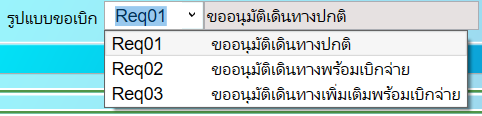 รูปแบบขอเบิก Req01 ขออนุมัติเดินทางปกติ
Req01 ขออนุมัติเดินทางปกติ
Req02 ขออนุมัติเดินทางพร้อมเบิกจ่าย
Req03 ขออนุมัติเดินทางเพิ่มเติมพร้อมเบิกจ่าย